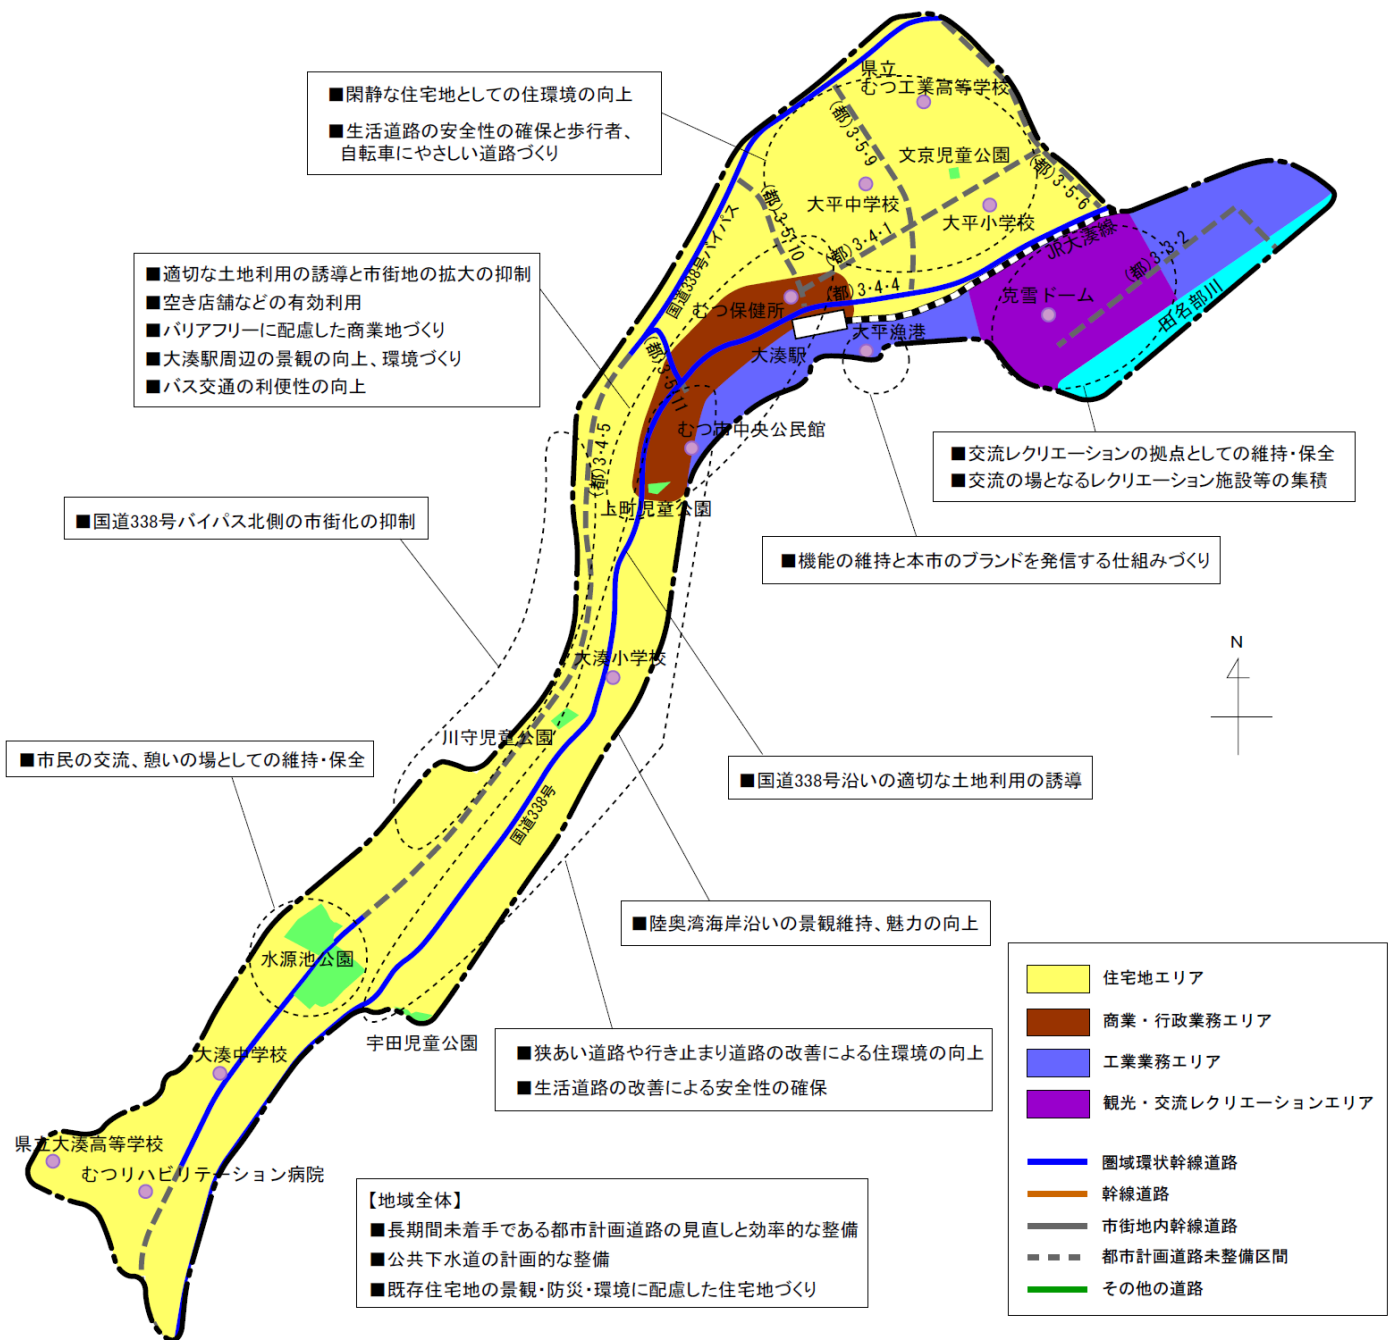 ■閑静な住宅地としての住環境の向上
■生活道路の安全性の確保と歩行者、
自転車にやさしい道路づくり
県立
むつ工業高等学校
(都)3・5・9
文京児童公園
(都)3・5・6
大平中学校
大平小学校
(都)3・5・10
(都)3・4・1
JR大湊線
(都)3・3・2
国道338号バイパス
(都)3・4・4
克雪ドーム
田名部川
むつ保健所
大湊駅
大平漁港
■適切な土地利用の誘導と市街地の拡大の抑制
■空き店舗などの有効利用
■バリアフリーに配慮した商業地づくり
■大湊駅周辺の景観の向上、環境づくり
■バス交通の利便性の向上
(都)3・5・11
(都)3・4・5
むつ市中央公民館
上町児童公園
■交流レクリエーションの拠点としての維持・保全
■交流の場となるレクリエーション施設等の集積
■国道338号バイパス北側の市街化の抑制
■機能の維持と本市のブランドを発信する仕組みづくり
N
大湊小学校
川守児童公園
■市民の交流、憩いの場としての維持・保全
■国道338号沿いの適切な土地利用の誘導
国道338号
■陸奥湾海岸沿いの景観維持、魅力の向上
水源池公園
宇田児童公園
大湊中学校
■狭あい道路や行き止まり道路の改善による住環境の向上
■生活道路の改善による安全性の確保
県立大湊高等学校
むつリハビリテーション病院
【地域全体】
■長期間未着手である都市計画道路の見直しと効率的な整備
■公共下水道の計画的な整備
■既存住宅地の景観・防災・環境に配慮した住宅地づくり
住宅地エリア
商業・行政業務エリア
工業業務エリア
観光・交流レクリエーションエリア
圏域環状幹線道路
幹線道路
市街地内幹線道路
都市計画道路未整備区間
その他の道路